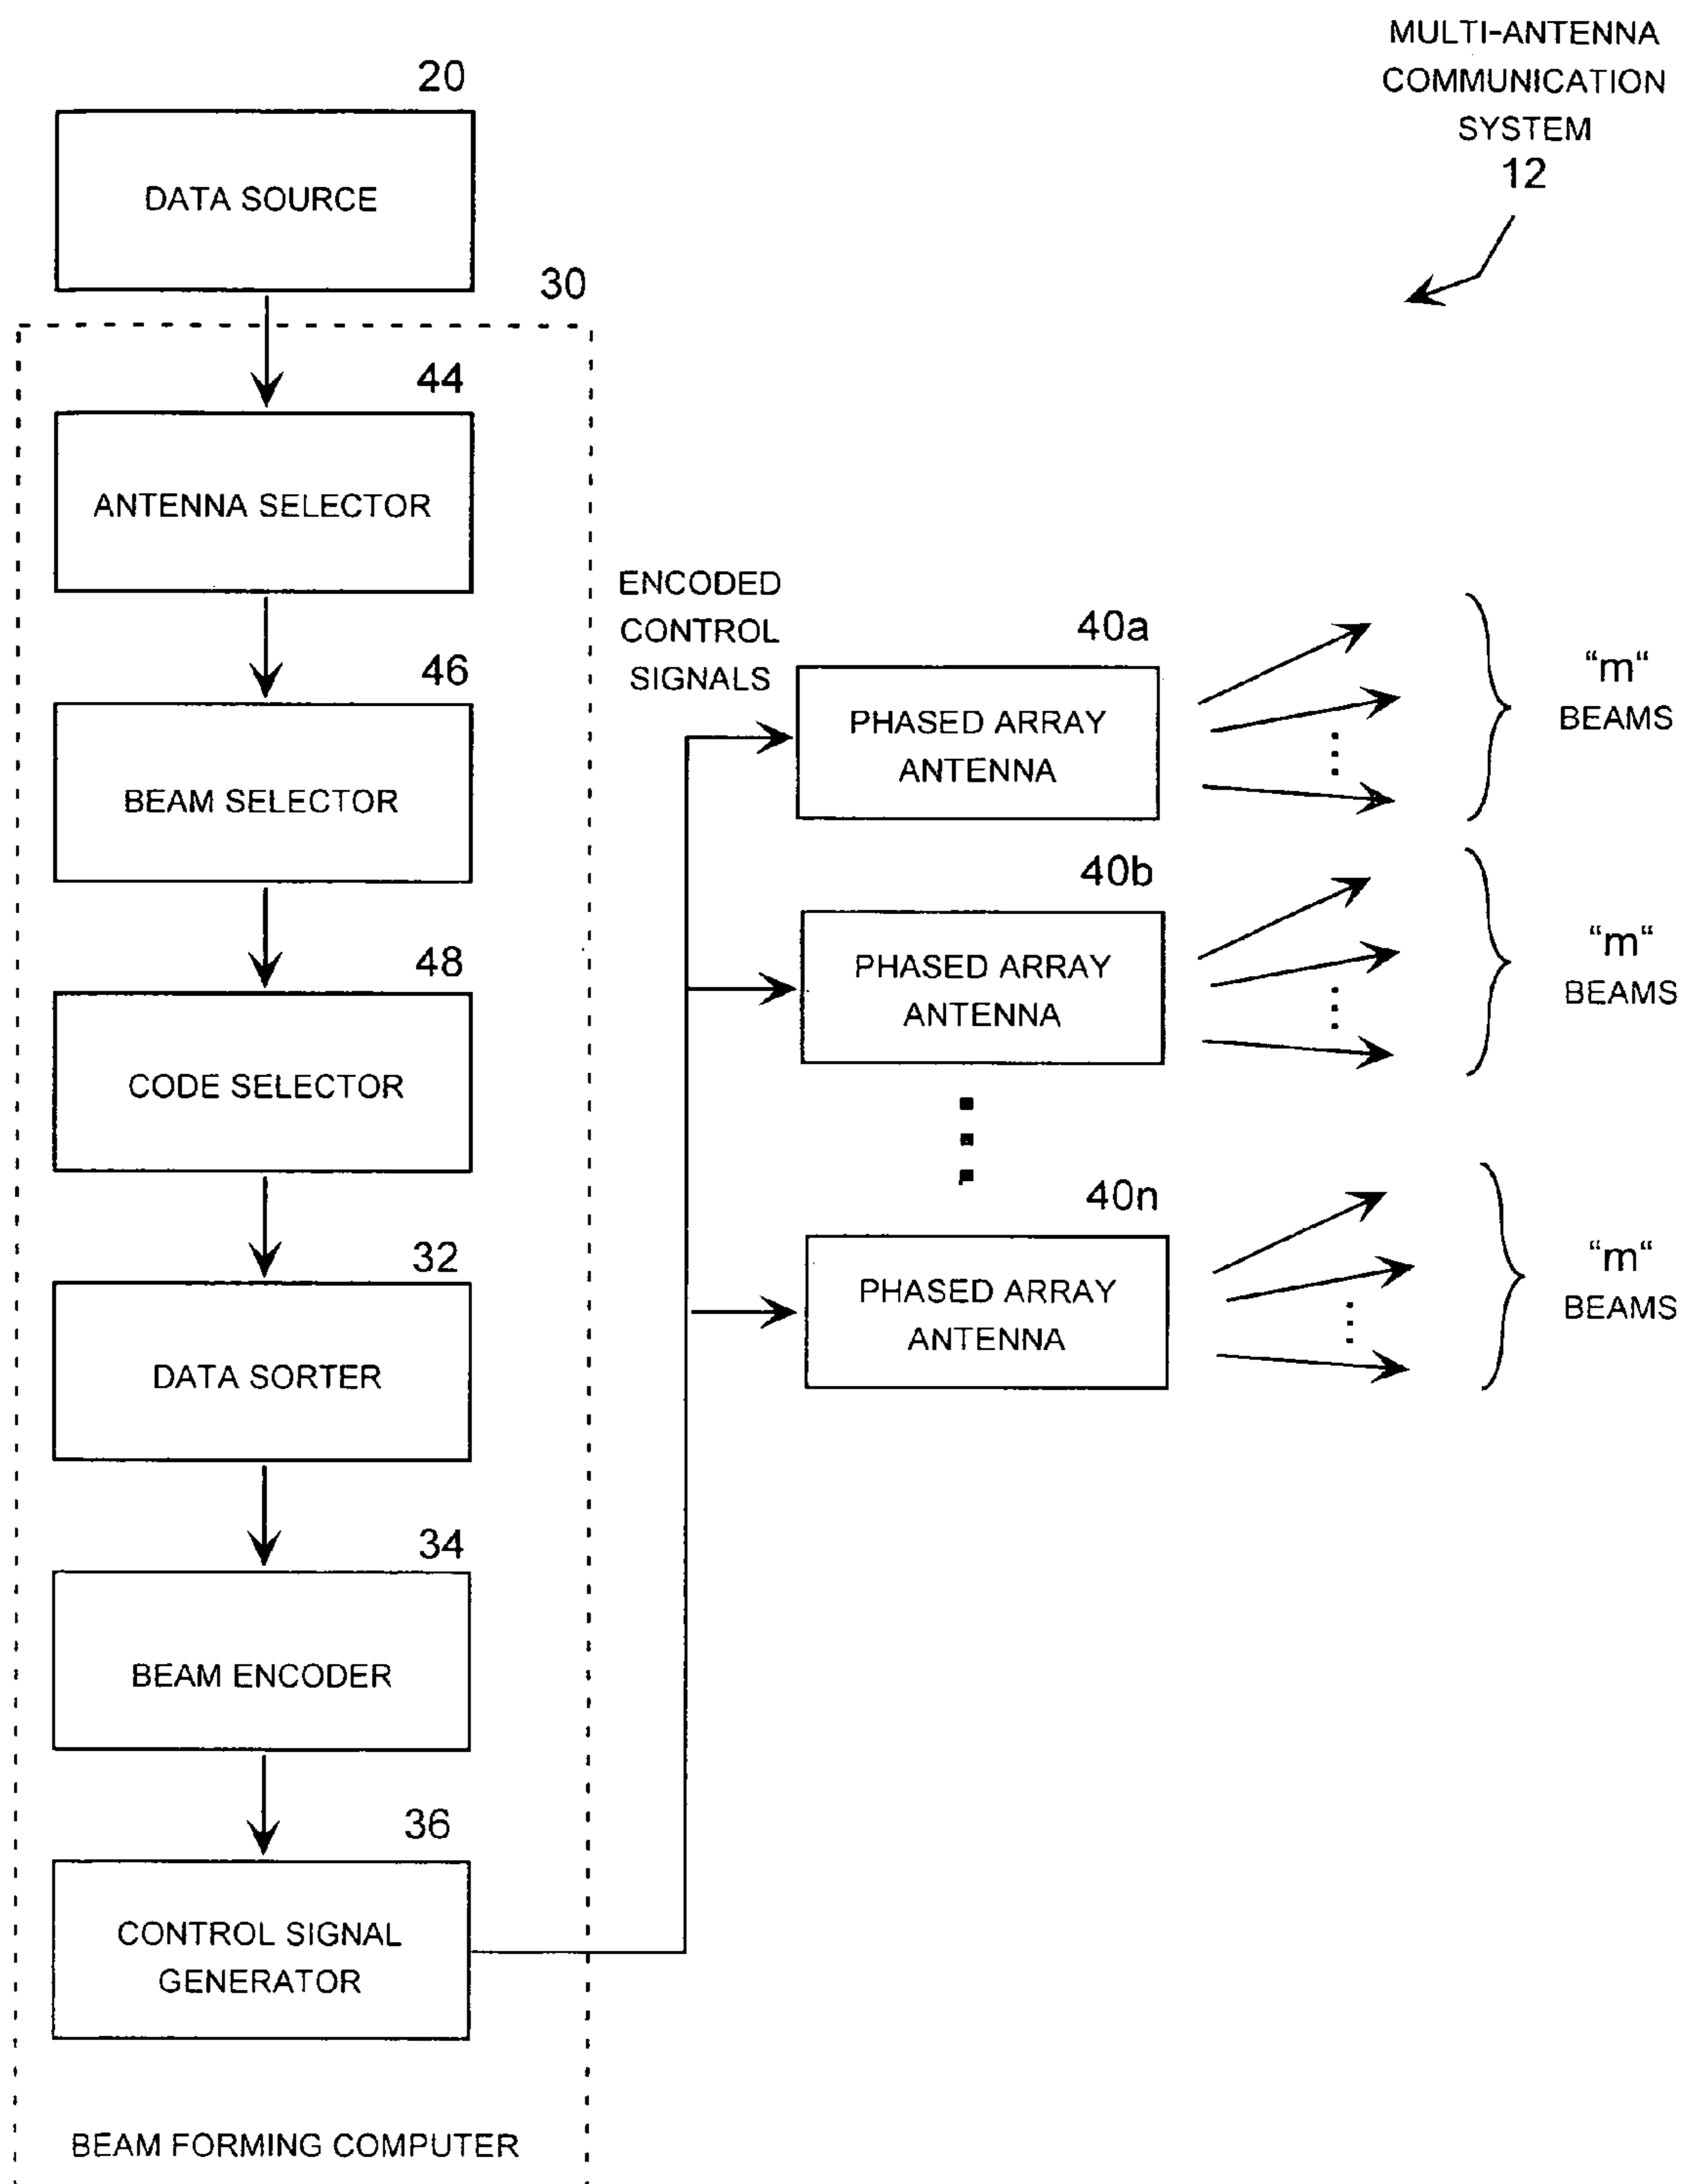 MULTI-ANTENNA
COMMUNICATION
SYSTEM
12
20
DATA SOURCE
30
44
ANTENNA SELECTOR
46
BEAM SELECTOR
48
CODE SELECTOR
32
DATA SORTER
34
BEAM ENCODER
36
CONTROL SIGNAL
GENERATOR
BEAM FORMING COMPUTER
ENCODED
CONTROL
SIGNALS
40a
PHASED ARRAY
ANTENNA
“m“
BEAMS
40b
PHASED ARRAY
ANTENNA
“m“
BEAMS
40n
PHASED ARRAY
ANTENNA
“m“
BEAMS